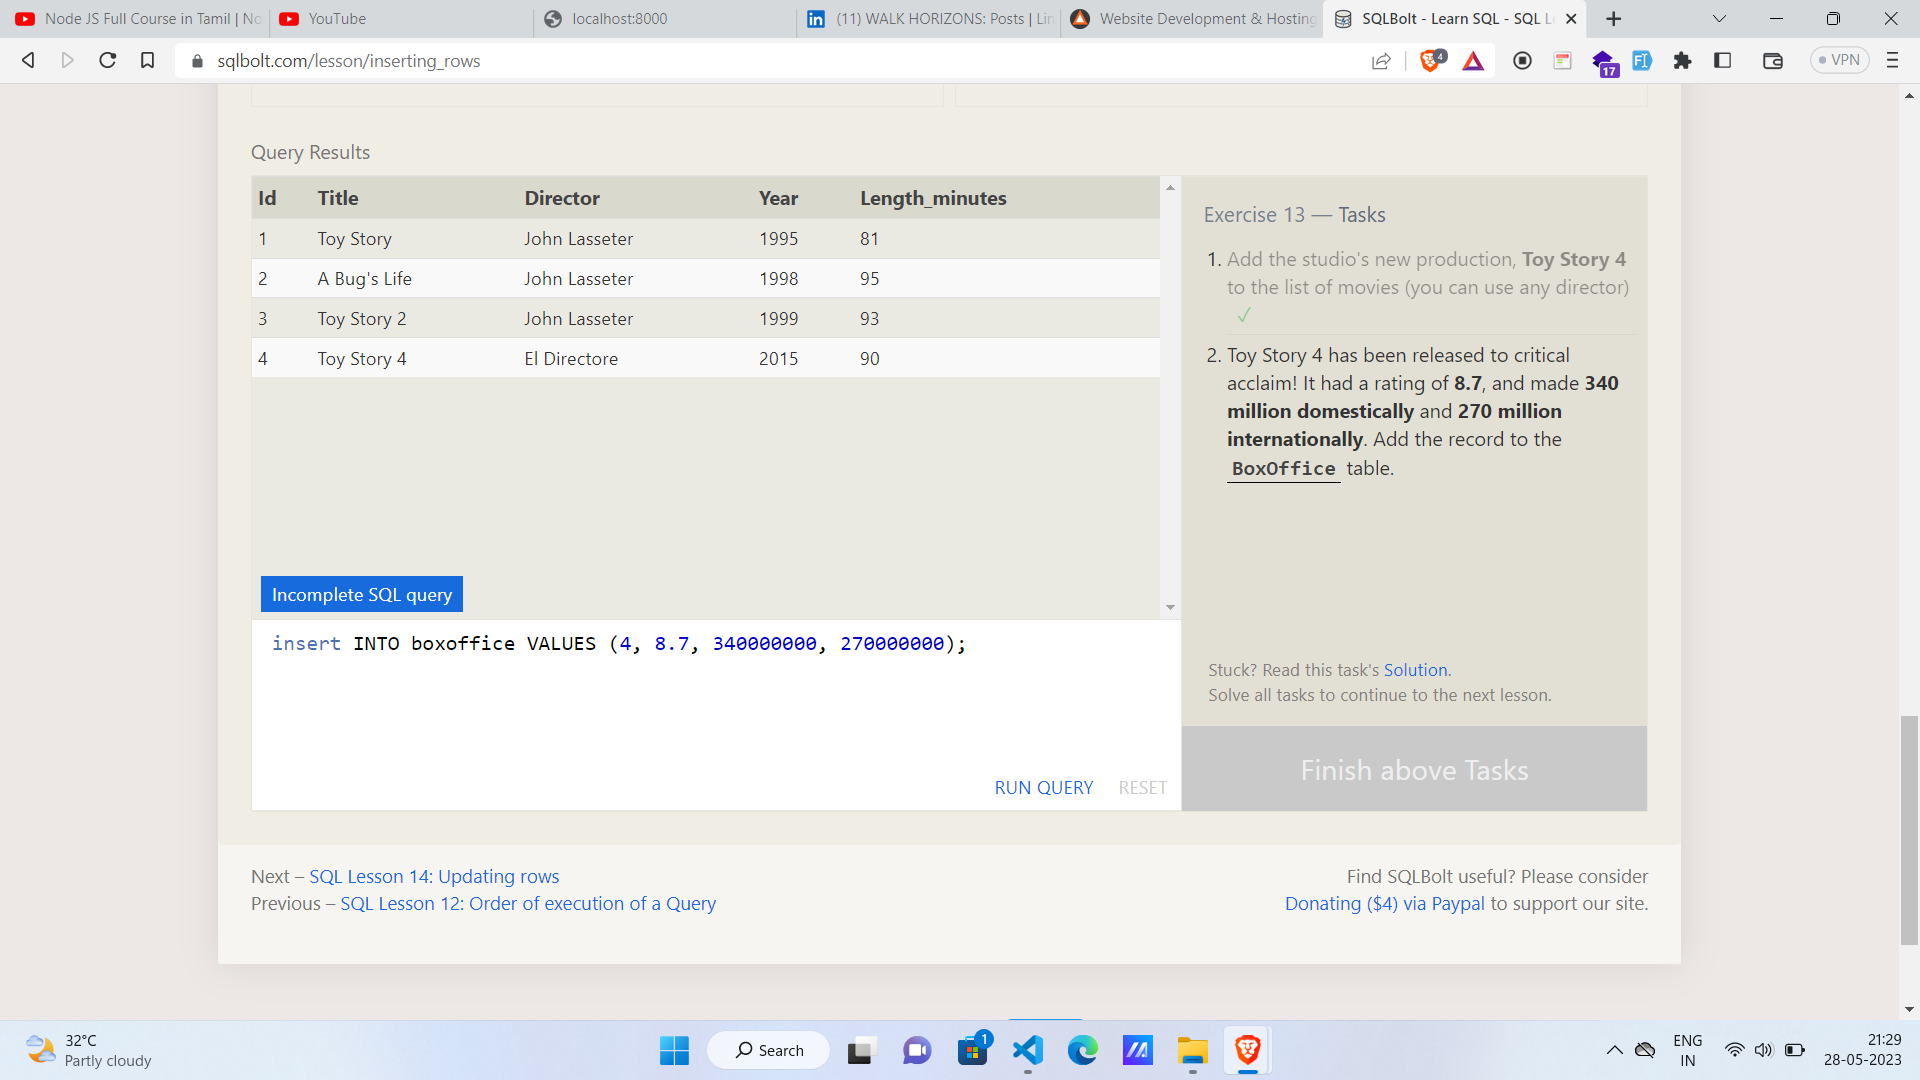 Node JS Full Course in Tamil | No
YouTube
localhost:8000
(11) WALK HORIZONS: Posts | Lin
Website Development & Hosting
SQLBolt - Learn SQL - SQL L
sqlbolt.com/lesson/inserting_rows
4
17
VPN
Query Results
Id Title Director Year Length_minutes
1 Toy Story John Lasseter 1995 81
2 A Bug's Life John Lasseter 1998 95
3 Toy Story 2 John Lasseter 1999 93
4 Toy Story 4 El Directore 2015 90
Incomplete SQL query
insert INTO boxoffice VALUES (4, 8.7, 340000000, 270000000);
RUN QUERY RESET
Exercise 13 — Tasks
1. Add the studio's new production, Toy Story 4
to the list of movies (you can use any director)
✓
2. Toy Story 4 has been released to critical
acclaim! It had a rating of 8.7, and made 340
million domestically and 270 million
internationally. Add the record to the
BoxOffice table.
Stuck? Read this task's Solution.
Solve all tasks to continue to the next lesson.
Finish above Tasks
Next – SQL Lesson 14: Updating rows
Previous – SQL Lesson 12: Order of execution of a Query
Find SQLBolt useful? Please consider
Donating ($4) via Paypal to support our site.
32°C
Partly cloudy
Search
1
ENG
IN
21:29
28-05-2023